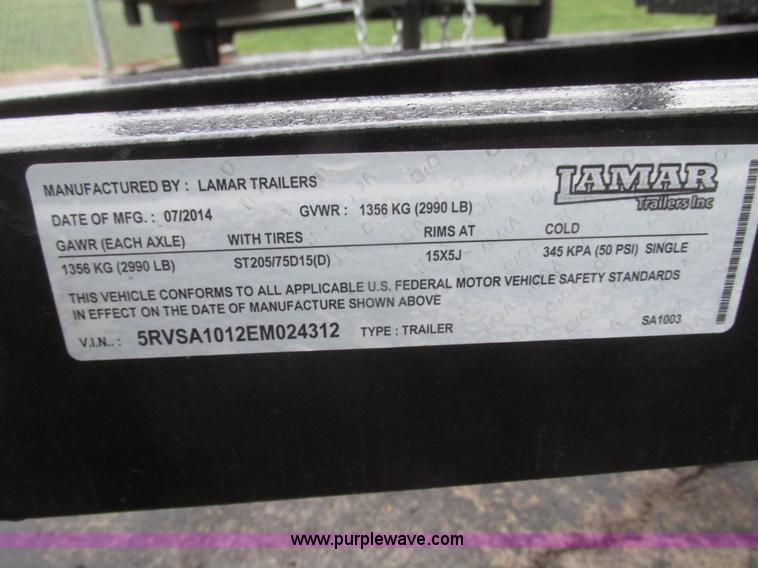 MANUFACTURED BY : LAMAR TRAILERS
LAMAR
Trailers Inc
DATE OF MFG. : 07/2014 GVWR : 1356 KG (2990 LB)
GAWR (EACH AXLE) WITH TIRES RIMS AT COLD
1356 KG (2990 LB) ST205/75D15(D) 15X5J 345 KPA (50 PSI) SINGLE
THIS VEHICLE CONFORMS TO ALL APPLICABLE U.S. FEDERAL MOTOR VEHICLE SAFETY STANDARDS
IN EFFECT ON THE DATE OF MANUFACTURE SHOWN ABOVE
V.I.N.. : 5RVSA1012EM024312 TYPE : TRAILER SA1003
www.purplewave.com